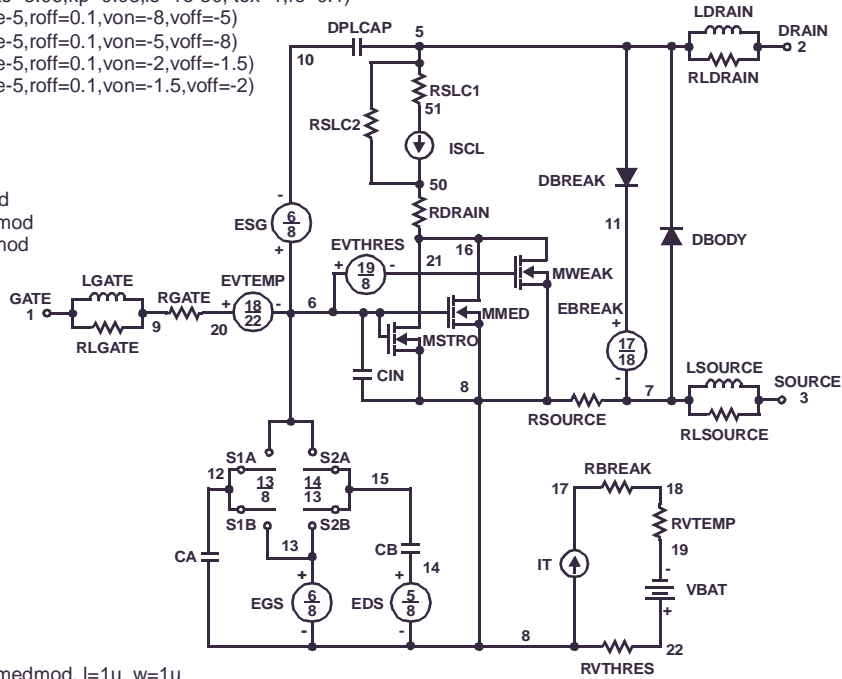 e-5,roff=0.1,von=-8,voff=-5)
e-5,roff=0.1,von=-5,voff=-8)
e-5,roff=0.1,von=-2,voff=-1.5)
e-5,roff=0.1,von=-1.5,voff=-2)
LDRAIN
DPLCAP 5 DRAIN
2
10
RLDRAIN
RSLC1
51
RSLC2
ISCL
50
DBREAK
d
mod
mod
RDRAIN
- ESG 6/8 +
11
DBODY
EVTHRES 16
+ 19/8 - 21
MWEAK
LGATE
GATE
1
RGATE
EVTEMP
+ 18/22 - 6
MMED
EBREAK
+
17/18
-
9 20
RLGATE
MSTRO
CIN
8 7
LSOURCE
SOURCE
3
RSOURCE
RLSOURCE
S1A S2A
12 13/8 14/13 15
S1B S2B
13
RBREAK
17 18
RVTEMP
CA CB
14
19
IT
-
VBAT
+
+ +
EGS 6/8 EDS 5/8
- -
8 22
RVTHRES
medmod, l=1u, w=1u